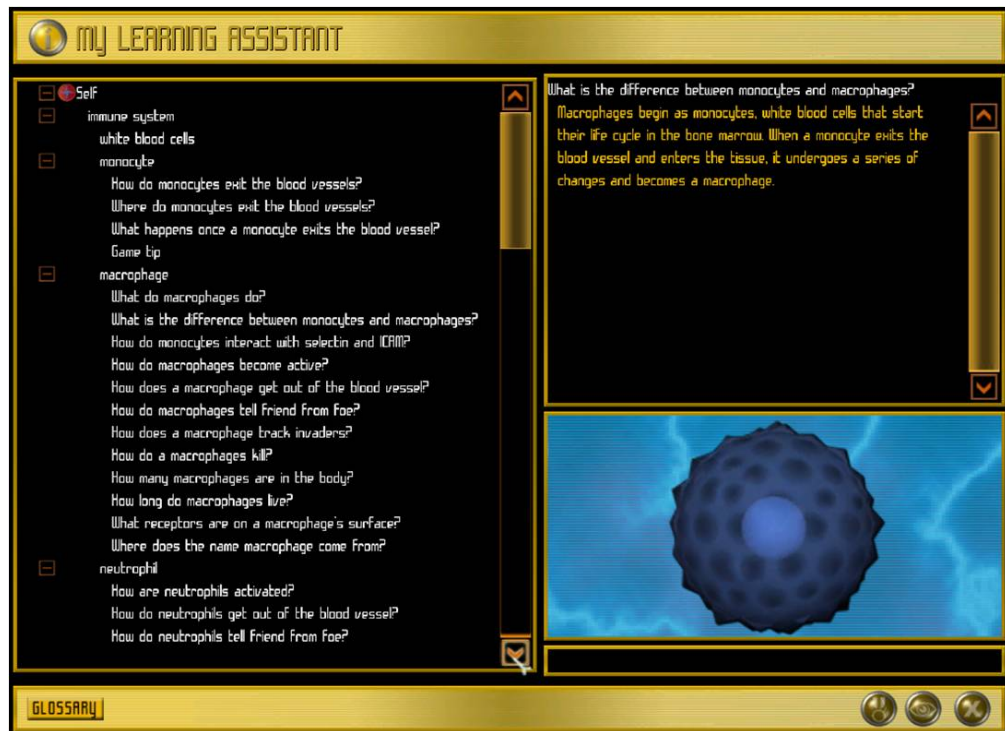 MY LEARNING ASSISTANT
Self
immune system
white blood cells
monocyte
How do monocytes exit the blood vessels?
Where do monocytes exit the blood vessels?
What happens once a monocyte exits the blood vessel?
Game tip
macrophage
What do macrophages do?
What is the difference between monocytes and macrophages?
How do monocytes interact with selectin and ICAM?
How do macrophages become active?
How does a macrophage get out of the blood vessel?
How do macrophages tell friend from foe?
How does a macrophage track invaders?
How do a macrophages kill?
How many macrophages are in the body?
How long do macrophages live?
What receptors are on a macrophage's surface?
Where does the name macrophage come from?
neutrophil
How are neutrophils activated?
How do neutrophils get out of the blood vessel?
How do neutrophils tell friend from foe?
What is the difference between monocytes and macrophages?
Macrophages begin as monocytes, white blood cells that start
their life cycle in the bone marrow. When a monocyte exits the
blood vessel and enters the tissue, it undergoes a series of
changes and becomes a macrophage.
GLOSSARY